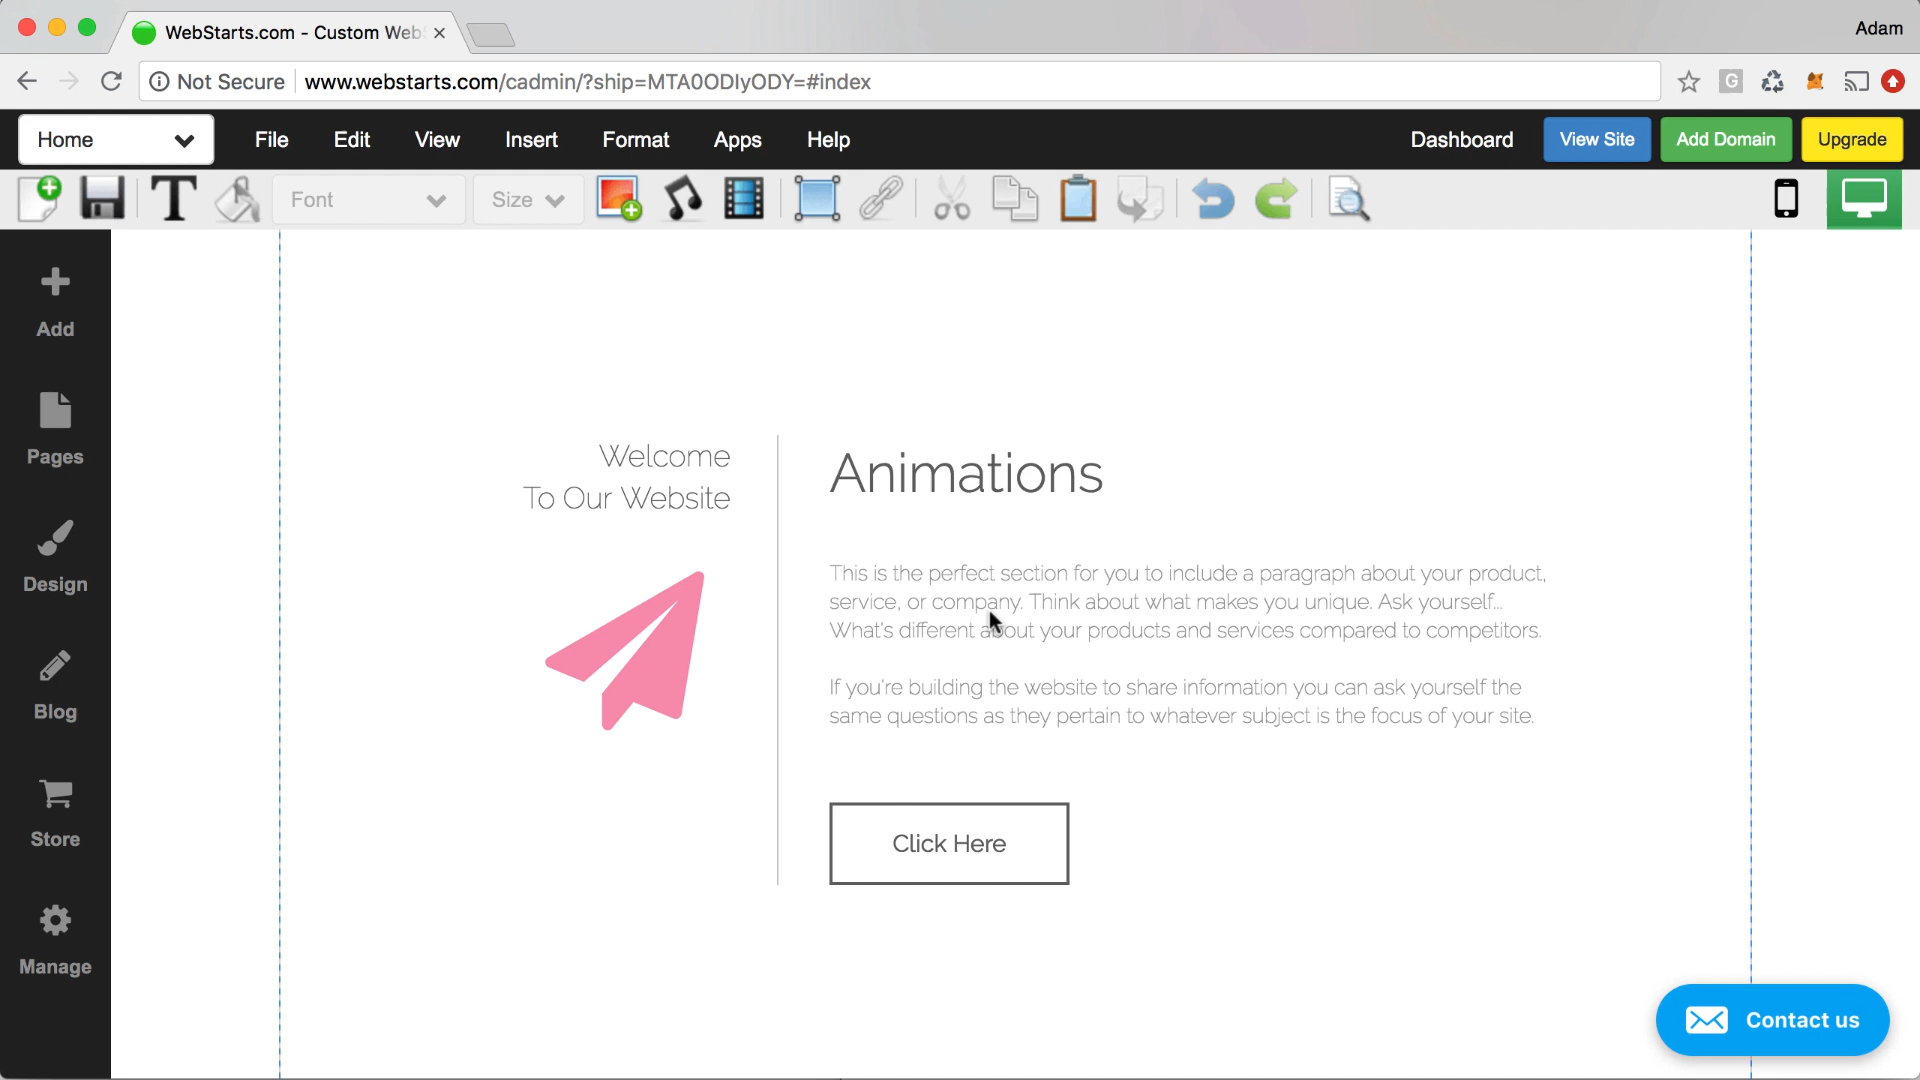 WebStarts.com - Custom Web
Adam
Not Secure www.webstarts.com/cadmin/?ship=MTA0ODIyODY=#index
G
Home File Edit View Insert Format Apps Help Dashboard View Site Add Domain Upgrade
T Font Size
Add
Pages
Design
Blog
Store
Manage
Welcome
To Our Website
Animations
This is the perfect section for you to include a paragraph about your product,
service, or company. Think about what makes you unique. Ask yourself...
What's different about your products and services compared to competitors.
If you're building the website to share information you can ask yourself the
same questions as they pertain to whatever subject is the focus of your site.
Click Here
Contact us